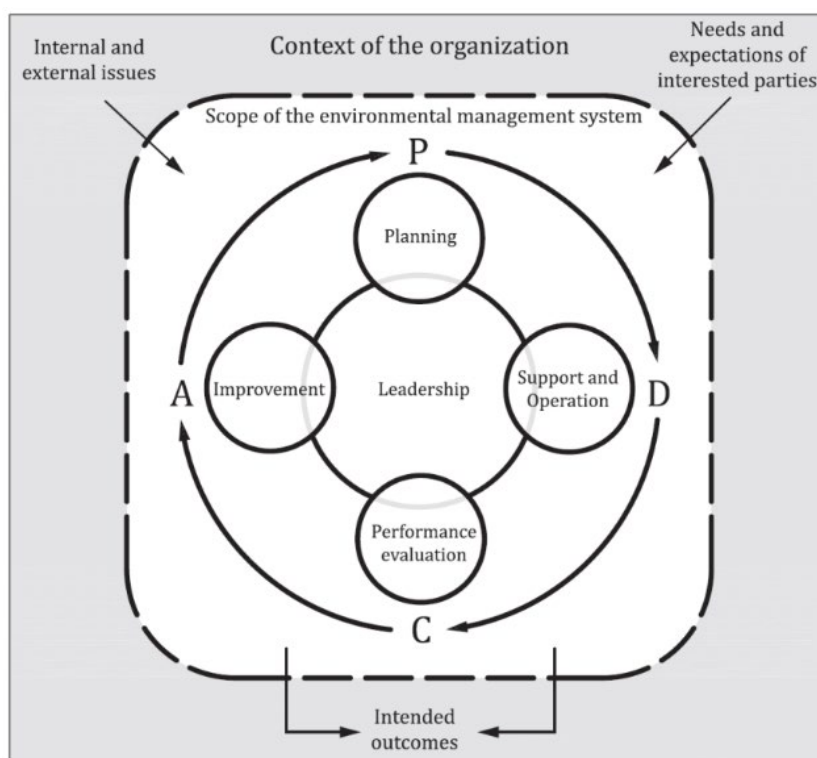 Internal and
external issues
Context of the organization
Needs and
expectations of
interested parties
Scope of the environmental management system
P
Planning
A
Improvement
Leadership
Support and
Operation
D
Performance
evaluation
C
Intended
outcomes